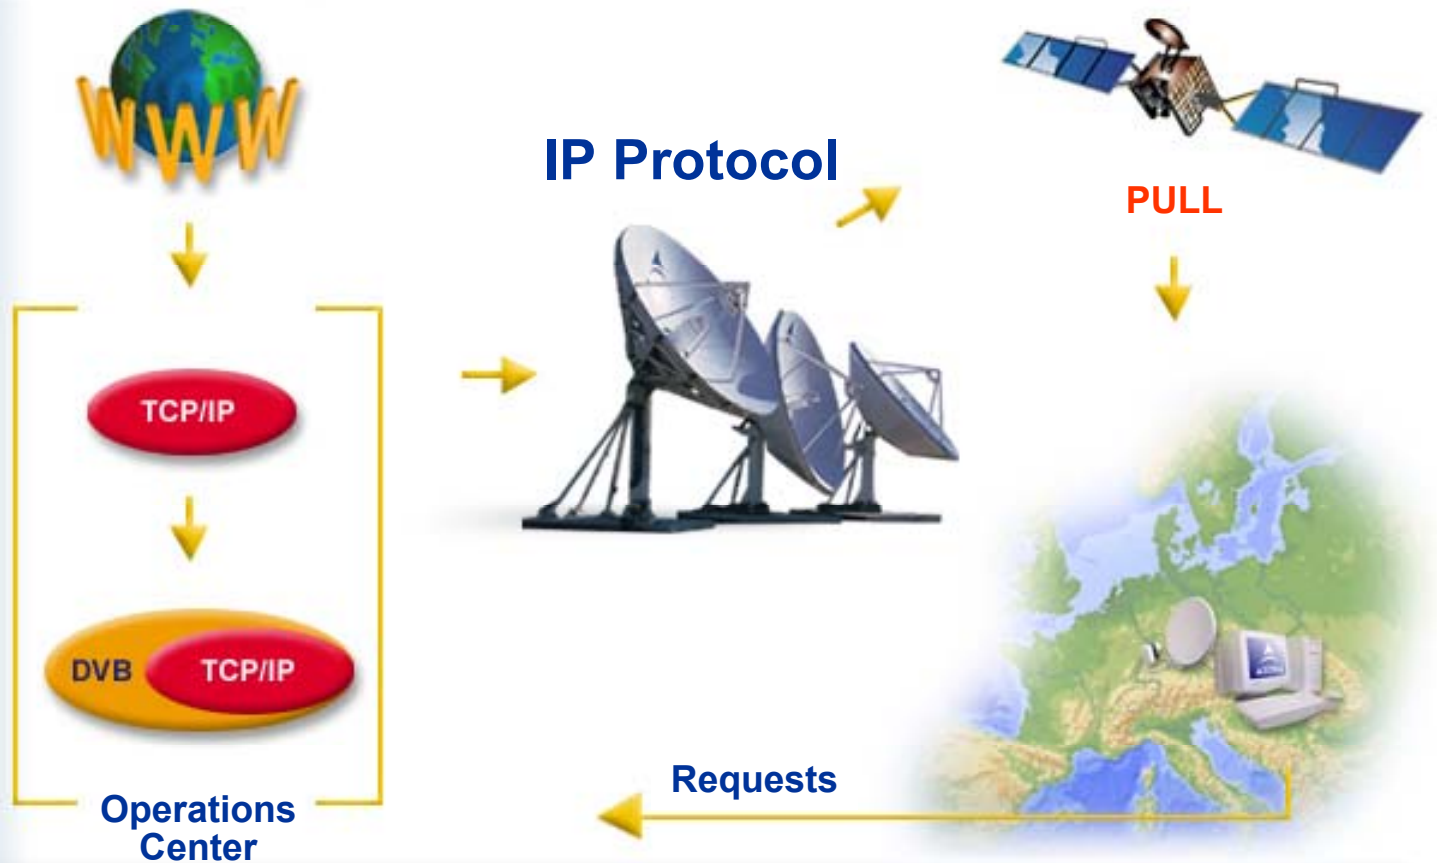 WWW
IP Protocol
PULL
TCP/IP
DVB
TCP/IP
Requests
Operations
Center